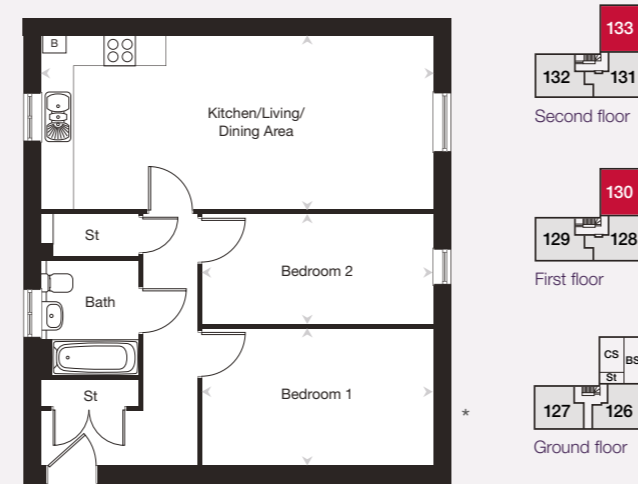 B
Kitchen/Living/
Dining Area
St
Bedroom 2
Bath
St
Bedroom 1
*
133
132
131
Second floor
130
129
128
First floor
CS
BS
St
127
126
Ground floor